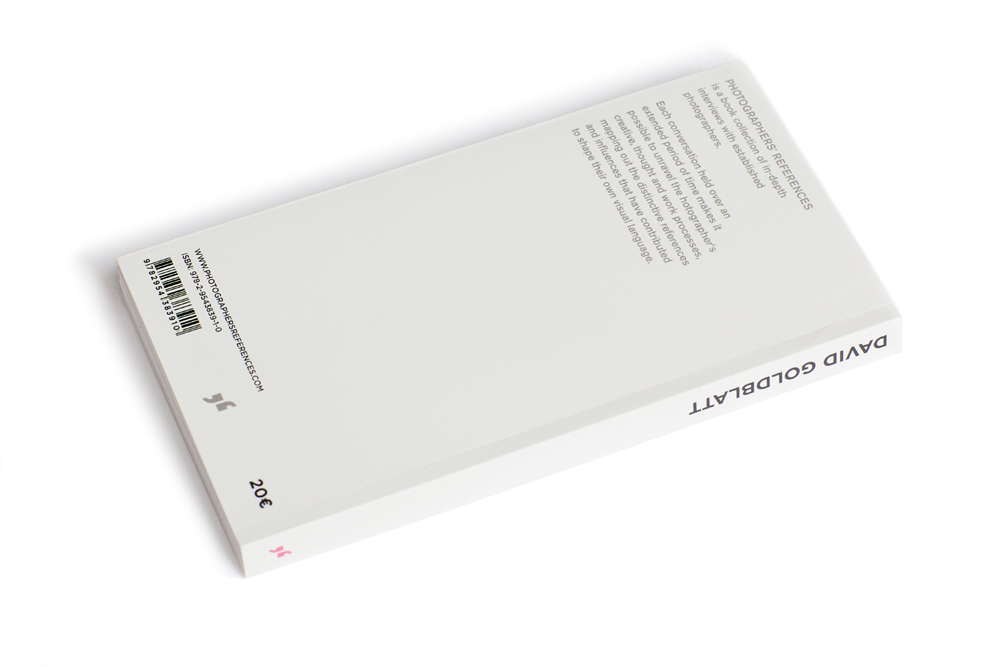 PHOTOGRAPHERS' REFERENCES
is a book collection of in-depth
interviews with established
photographers.
Each conversation held over an
extended period of time makes it
possible to unravel the hotographer's
creative, thought and work processes,
mapping out the distinctive references
and influences that have contributed
to shape their own visual language.
WWW.PHOTOGRAPHERSREFERENCES.COM
ISBN: 978-2-9543839-1-0
9782954383910
20€
DAVID GOLDBLATT